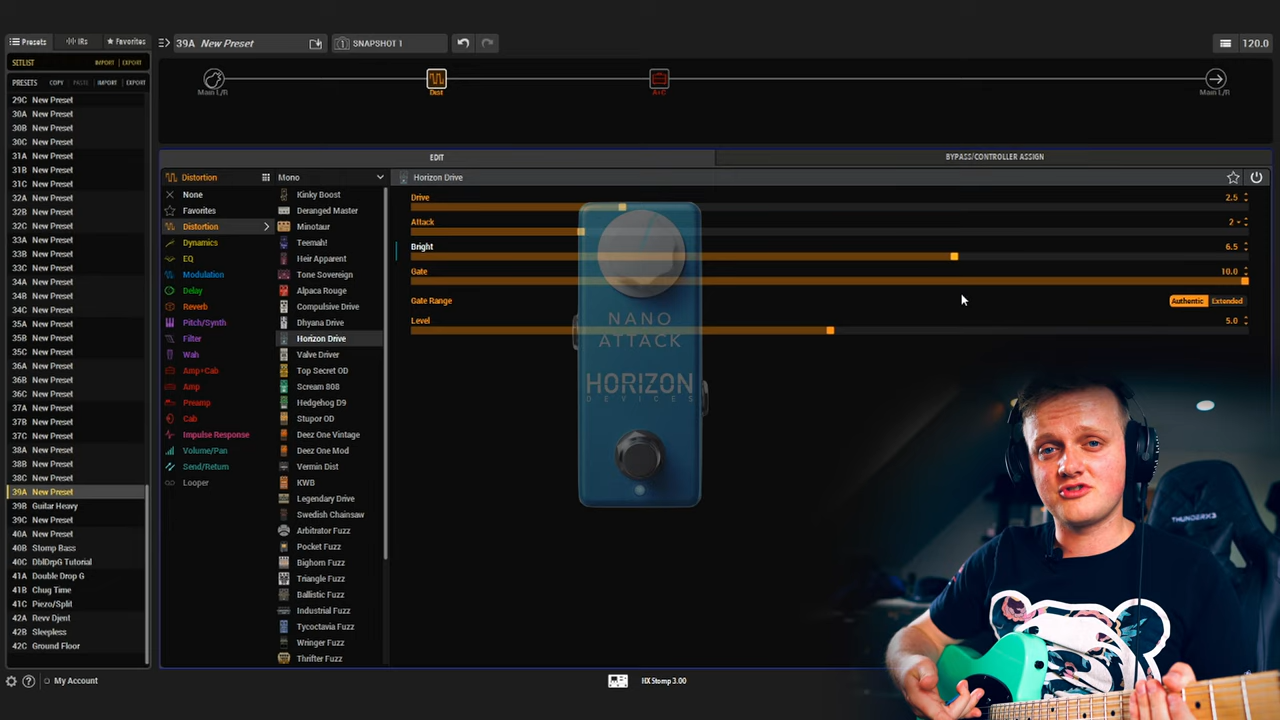 Presets IRs Favorites
39A New Preset
SNAPSHOT 1
120.0
SETLIST IMPORT EXPORT
PRESETS COPY PASTE IMPORT EXPORT
29C New Preset
30A New Preset
30B New Preset
30C New Preset
31A New Preset
31B New Preset
31C New Preset
32A New Preset
32B New Preset
32C New Preset
33A New Preset
33B New Preset
33C New Preset
34A New Preset
34B New Preset
34C New Preset
35A New Preset
35B New Preset
35C New Preset
36A New Preset
36B New Preset
36C New Preset
37A New Preset
37B New Preset
37C New Preset
38A New Preset
38B New Preset
38C New Preset
39A New Preset
39B Guitar Heavy
39C New Preset
40A New Preset
40B Stomp Bass
40C DblDrpG Tutorial
41A Double Drop G
41B Chug Time
41C Piezo/Split
42A Revv Djent
42B Sleepless
42C Ground Floor
My Account
Main L/R
Dist
A+C
Main L/R
EDIT
BYPASS/CONTROLLER ASSIGN
Distortion
Mono
Horizon Drive
None
Favorites
Distortion
Dynamics
EQ
Modulation
Delay
Reverb
Pitch/Synth
Filter
Wah
Amp+Cab
Amp
Preamp
Cab
Impulse Response
Volume/Pan
Send/Return
Looper
Kinky Boost
Deranged Master
Minotaur
Teemah!
Heir Apparent
Tone Sovereign
Alpaca Rouge
Compulsive Drive
Dhyana Drive
Horizon Drive
Valve Driver
Top Secret OD
Scream 808
Hedgehog D9
Stupor OD
Deez One Vintage
Deez One Mod
Vermin Dist
KWB
Legendary Drive
Swedish Chainsaw
Arbitrator Fuzz
Pocket Fuzz
Bighorn Fuzz
Triangle Fuzz
Ballistic Fuzz
Industrial Fuzz
Tycoctavia Fuzz
Wringer Fuzz
Thrifter Fuzz
Drive 2.5
Attack 2
Bright 6.5
Gate 10.0
Gate Range Authentic Extended
Level 5.0
NANO
ATTACK
HORIZON
DEVICES
THUNDERX3
HX Stomp 3.00